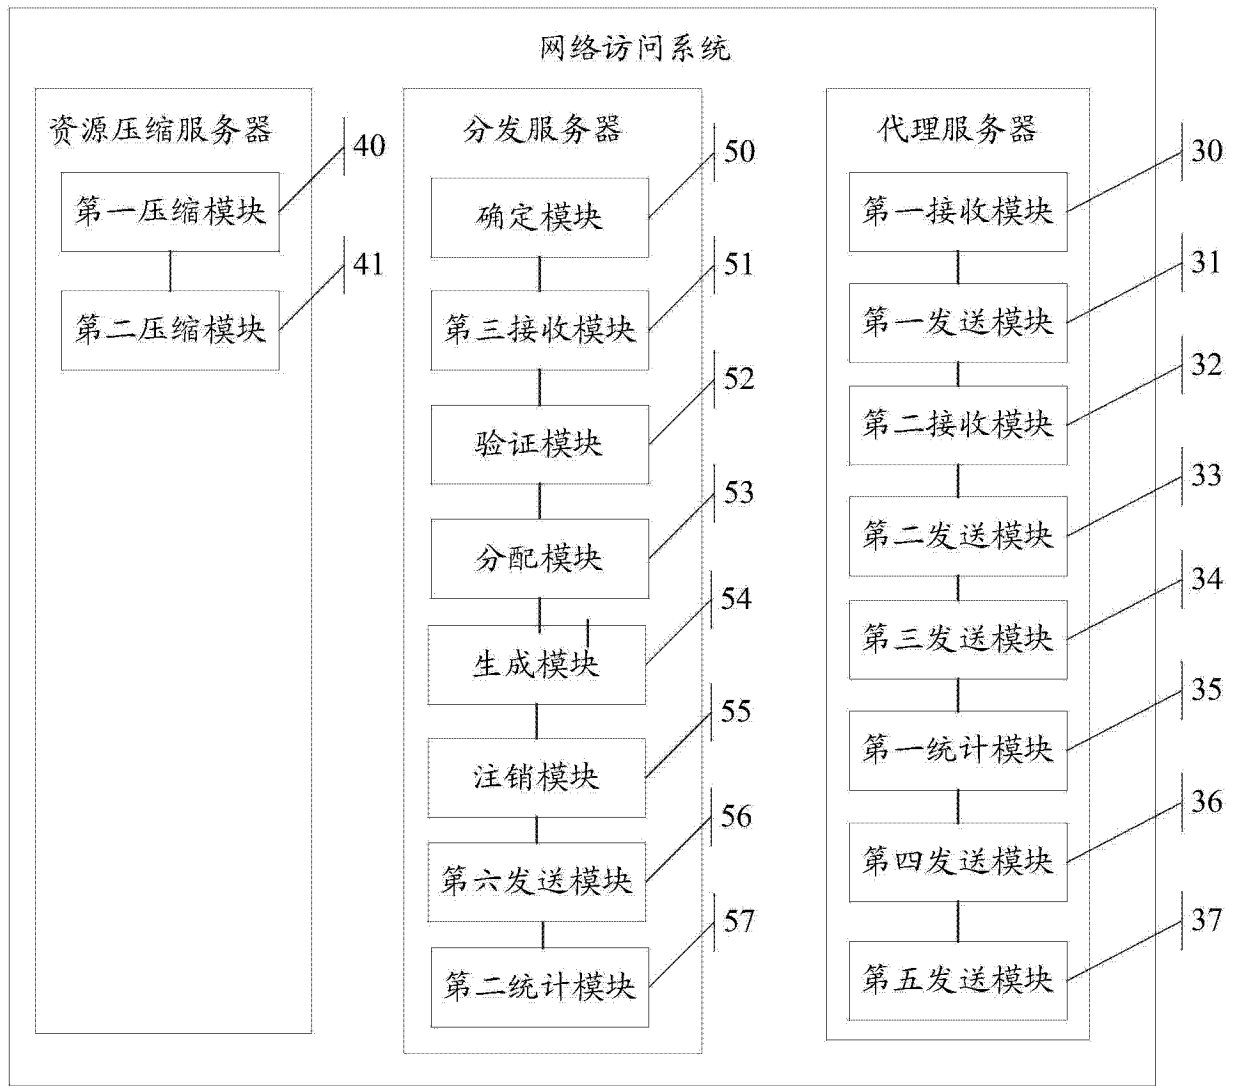 网络访问系统
资源压缩服务器
40
第一压缩模块
41
第二压缩模块
分发服务器
50
确定模块
51
第三接收模块
52
验证模块
53
分配模块
54
生成模块
55
注销模块
56
第六发送模块
57
第二统计模块
代理服务器
30
第一接收模块
31
第一发送模块
32
第二接收模块
33
第二发送模块
34
第三发送模块
35
第一统计模块
36
第四发送模块
37
第五发送模块